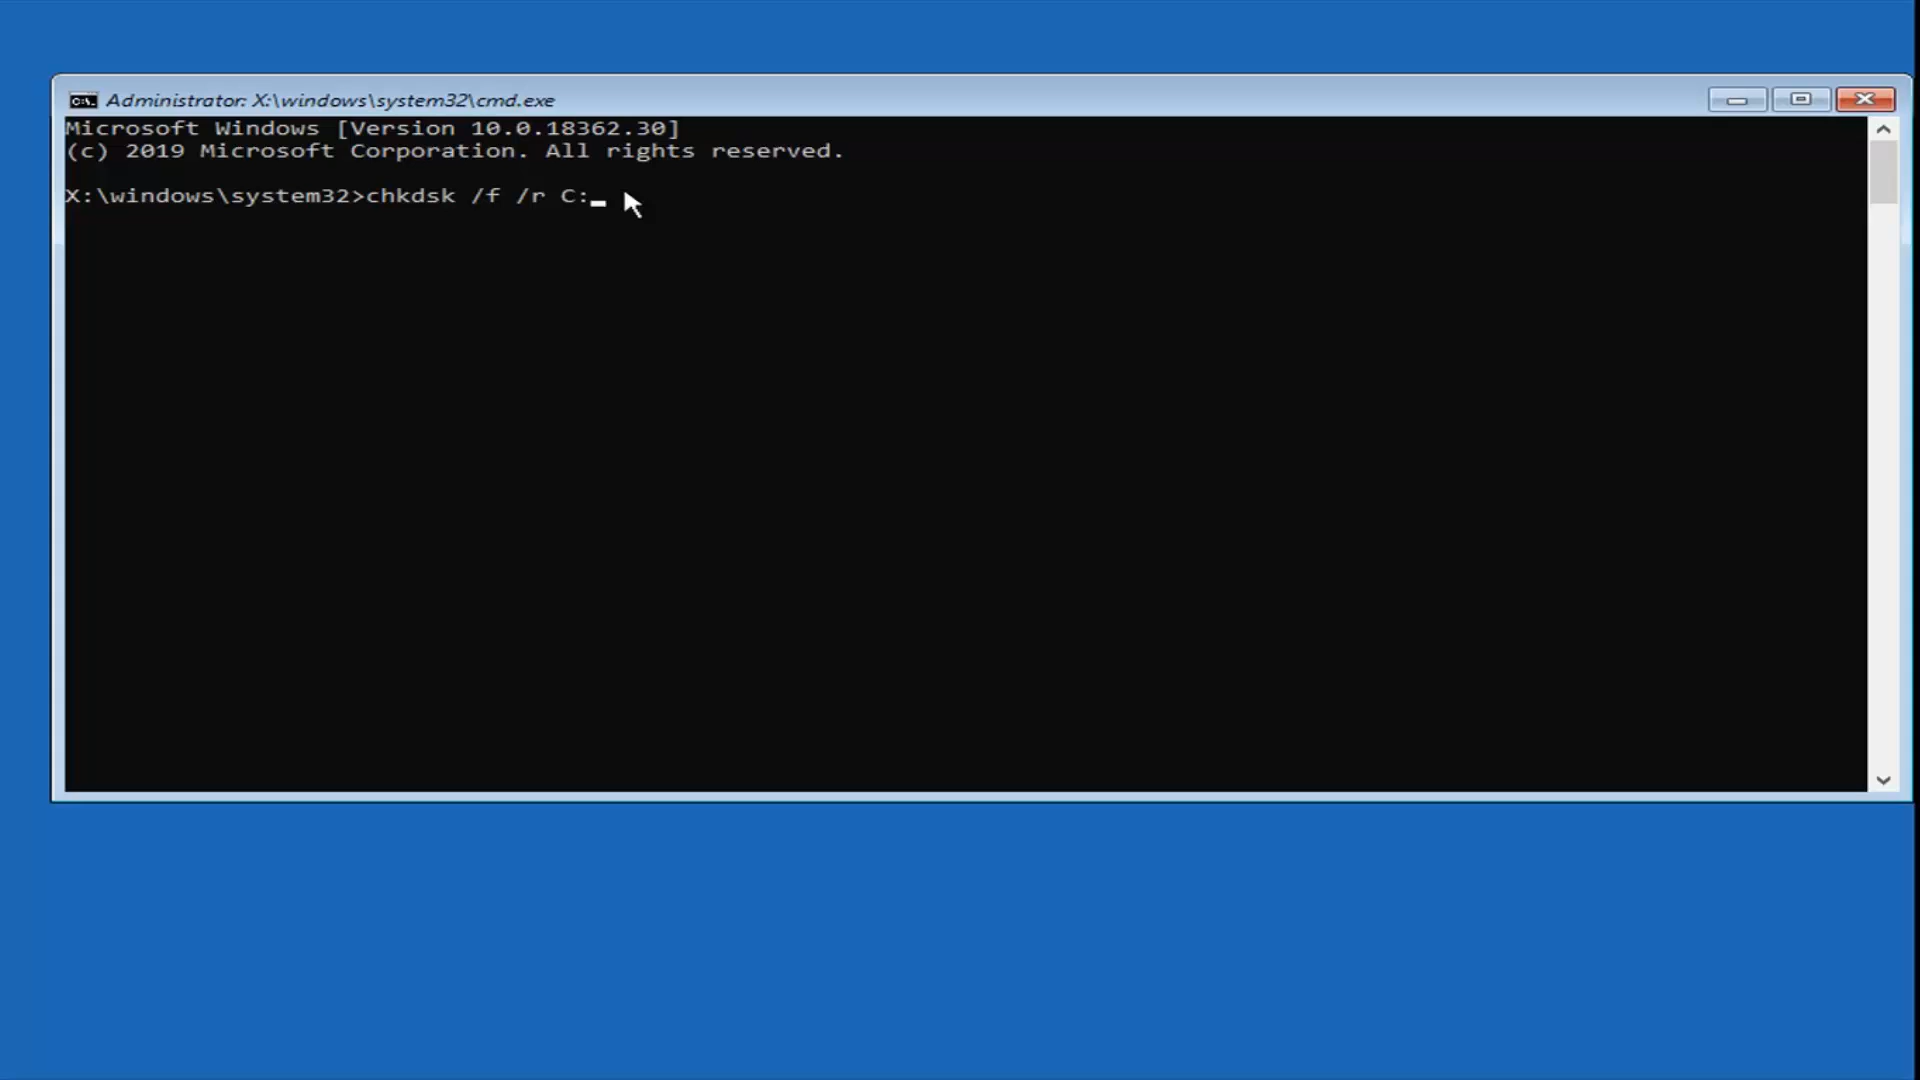 Administrator: X:\windows\system32\cmd.exe
Microsoft Windows [Version 10.0.18362.30]
(c) 2019 Microsoft Corporation. All rights reserved.
X:\windows\system32>chkdsk /f /r C: